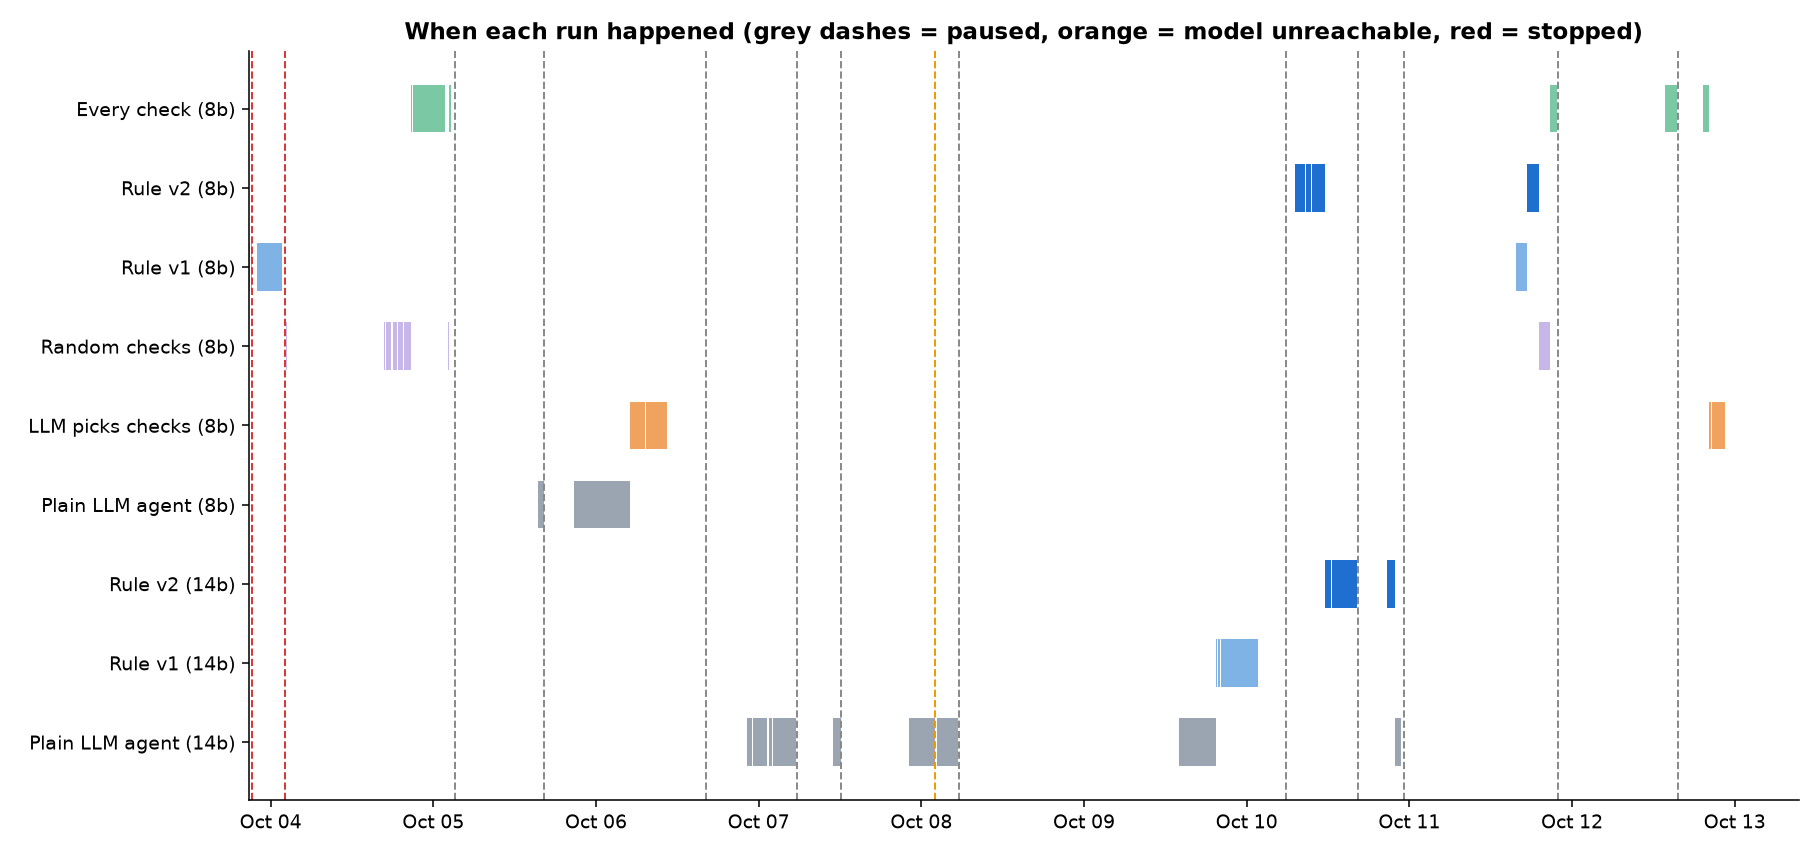 When each run happened (grey dashes = paused, orange = model unreachable, red = stopped)
Every check (8b)
Rule v2 (8b)
Rule v1 (8b)
Random checks (8b)
LLM picks checks (8b)
Plain LLM agent (8b)
Rule v2 (14b)
Rule v1 (14b)
Plain LLM agent (14b)
Oct 04 Oct 05 Oct 06 Oct 07 Oct 08 Oct 09 Oct 10 Oct 11 Oct 12 Oct 13